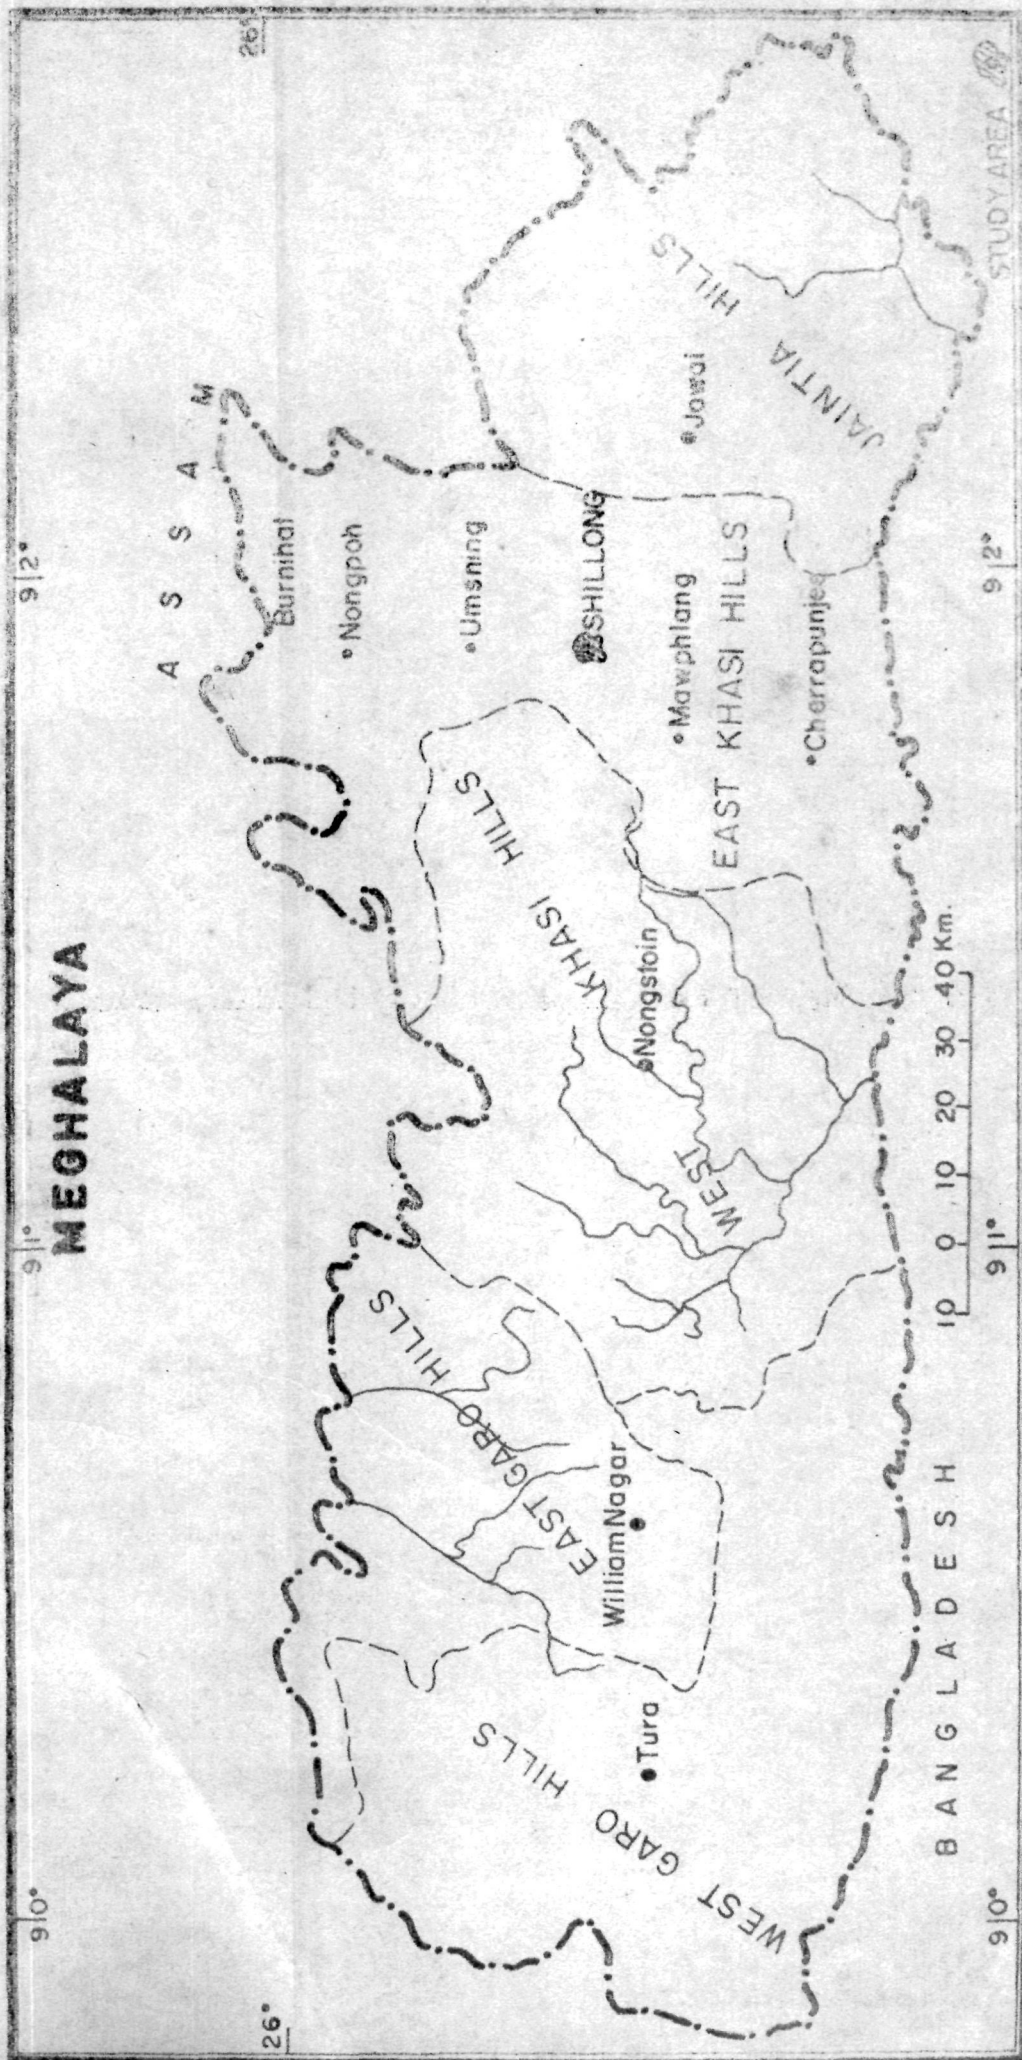 MEGHALAYA
90°
91°
92°
26°
26°
ASSAM
Burnihat
Nongpoh
Umsning
SHILLONG
Mawphlang
EAST KHASI HILLS
Cherrapunjee
Jowai
JAINTIA HILLS
WEST KHASI HILLS
Nongstoin
EAST GARO HILLS
William Nagar
WEST GARO HILLS
Tura
BANGLADESH
10 0 10 20 30 40 Km.
90°
91°
92°
STUDY AREA